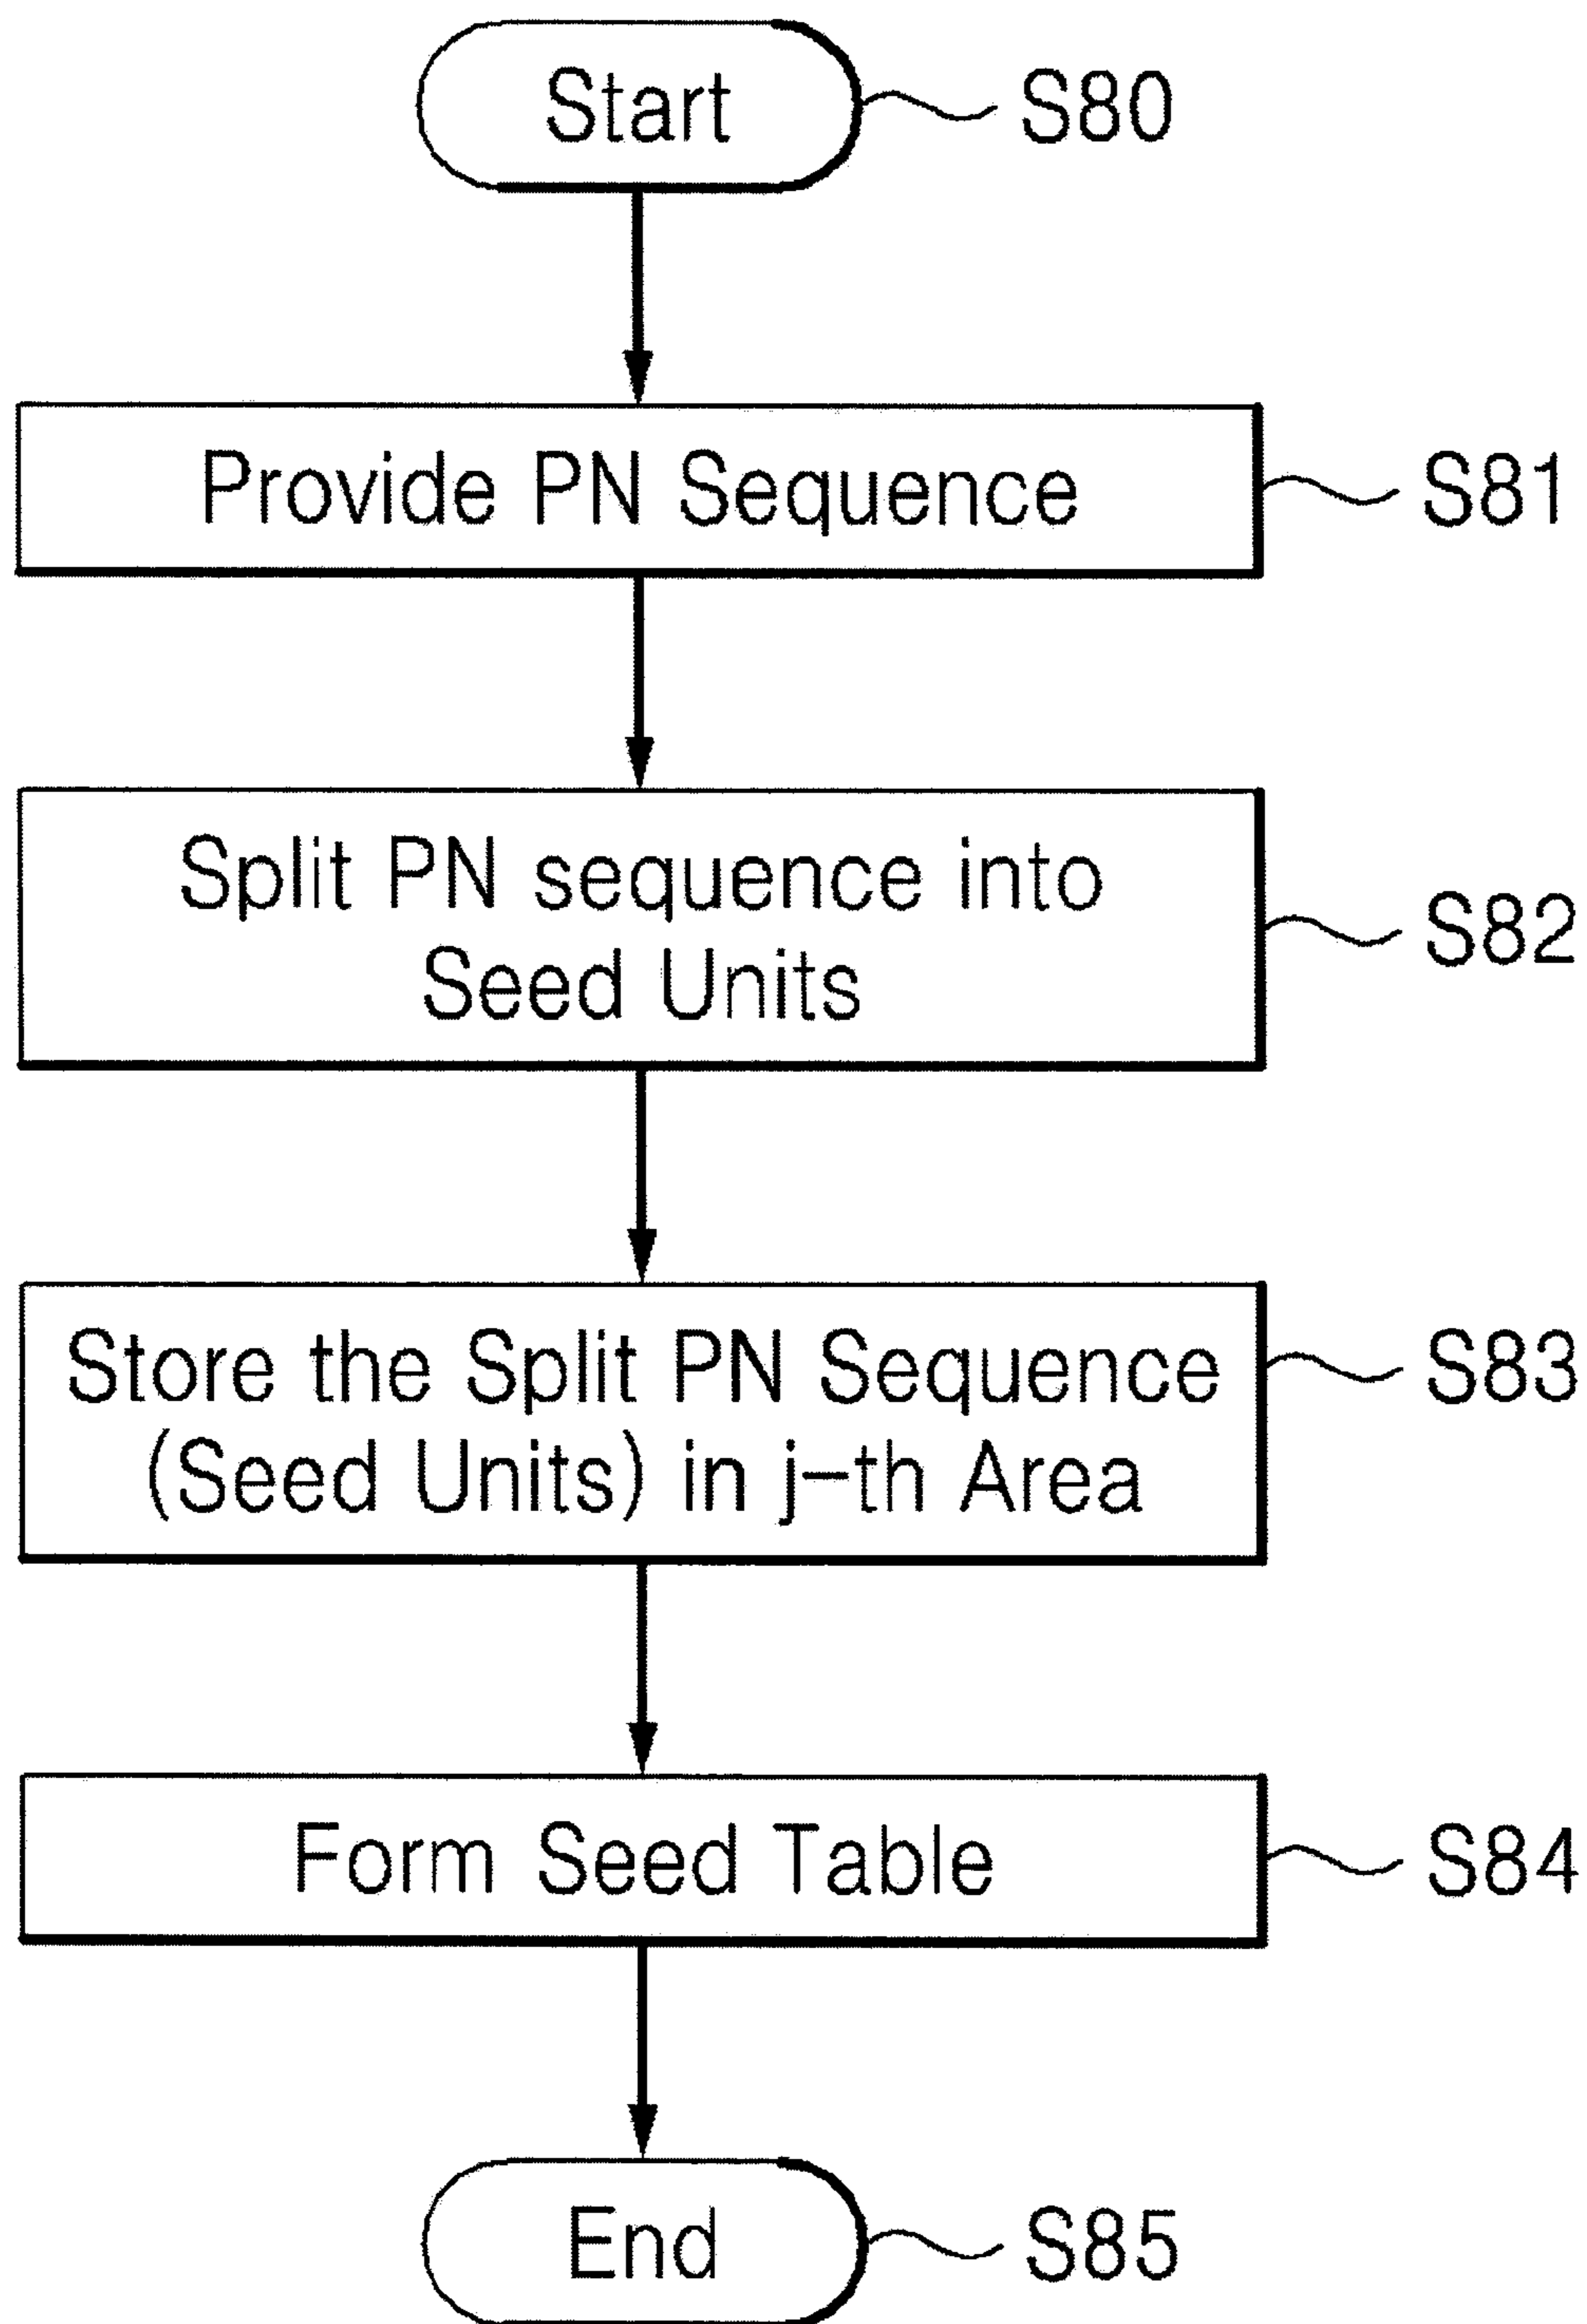 Start
S80
Provide PN Sequence
S81
Split PN sequence into
Seed Units
S82
Store the Split PN Sequence
(Seed Units) in j-th Area
S83
Form Seed Table
S84
End
S85